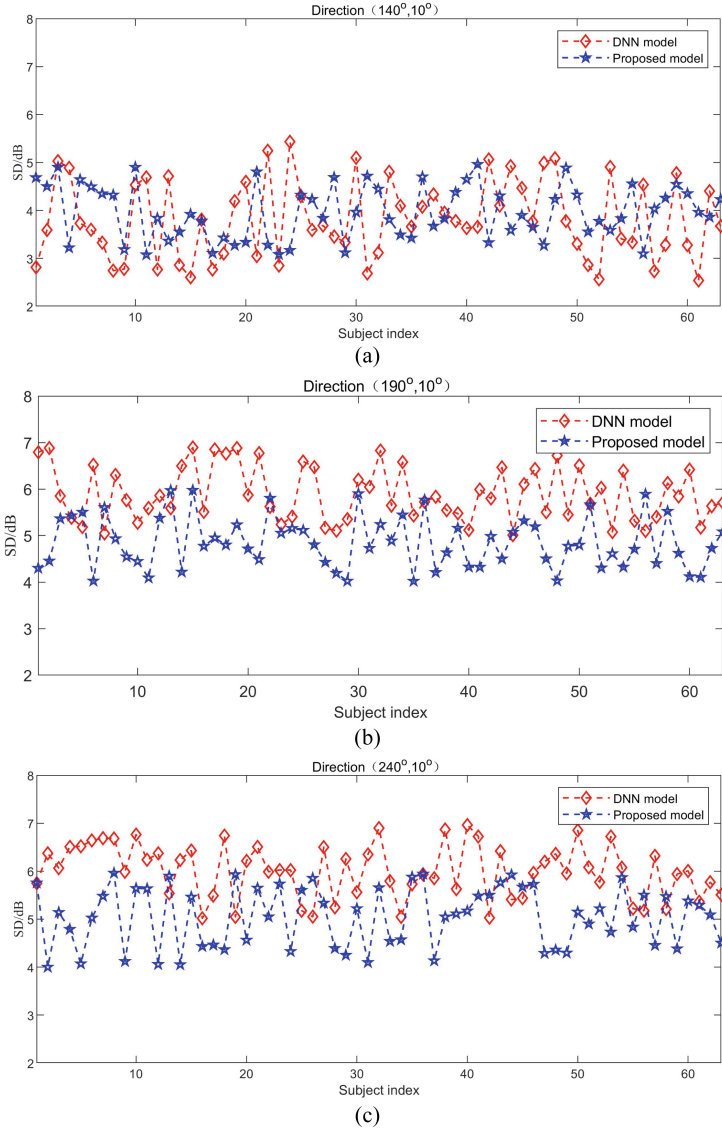 Direction（140°,10°）
DNN model
Proposed model
8
7
6
5
4
3
2
SD/dB
10
20
30
40
50
60
Subject index
(a)
Direction（190°,10°）
DNN model
Proposed model
8
7
6
5
4
3
2
SD/dB
10
20
30
40
50
60
Subject index
(b)
Direction（240°,10°）
DNN model
Proposed model
8
7
6
5
4
3
2
SD/dB
10
20
30
40
50
60
Subject index
(c)